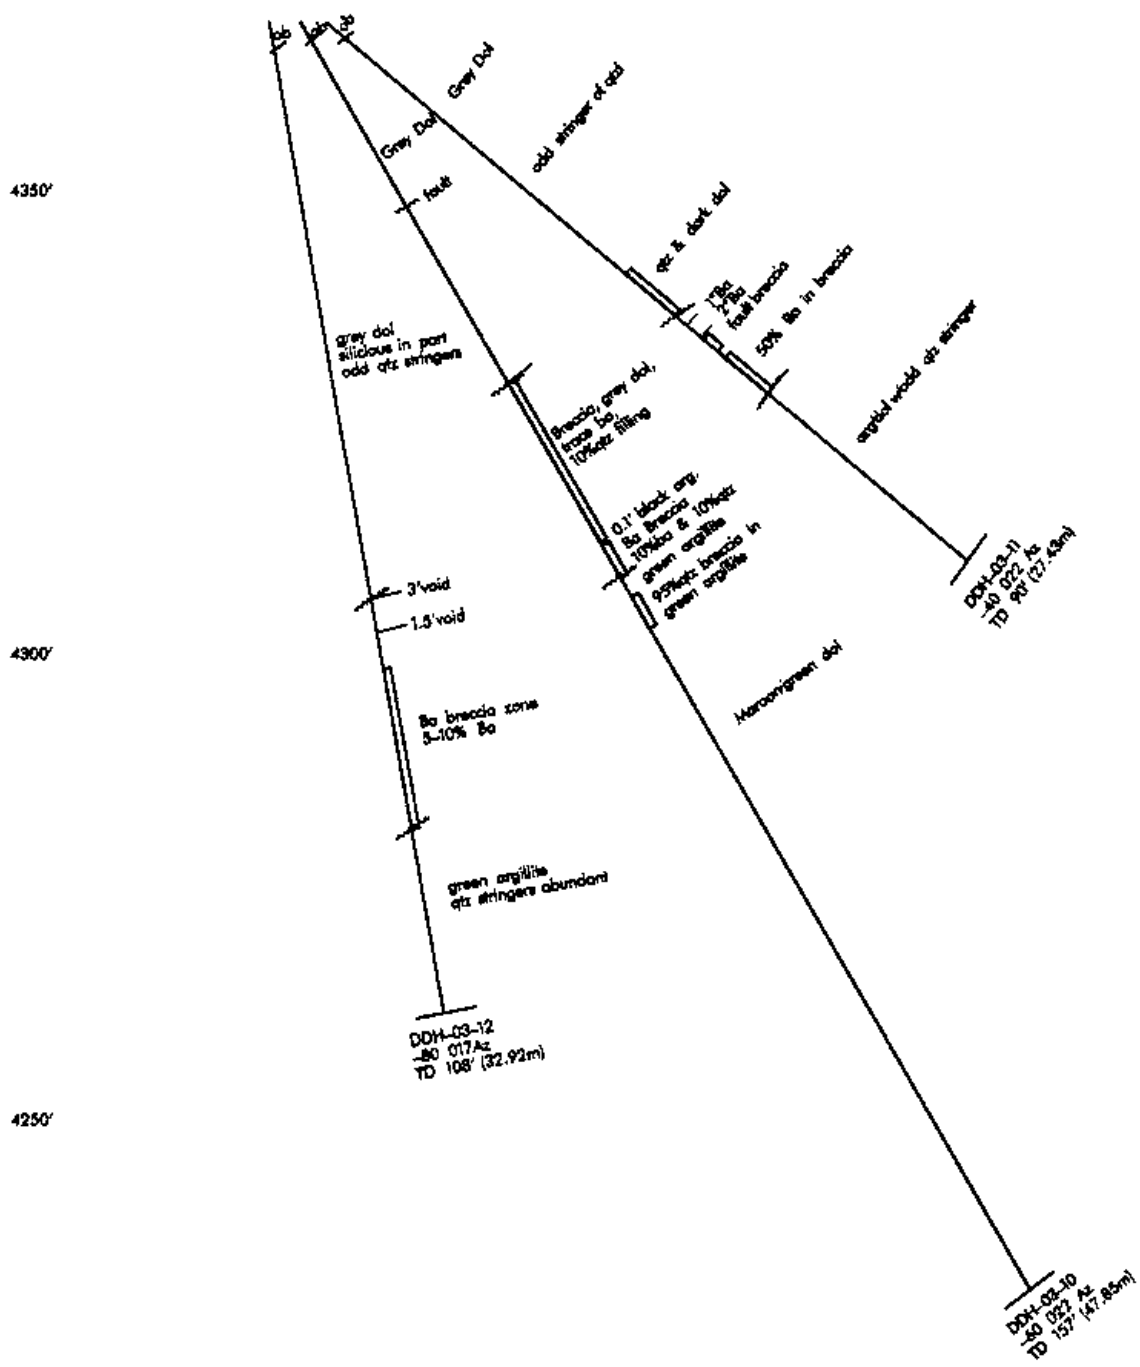 ob
ob
ob
Grey Dol
Grey Dol
odd stringer of qtz
4350'
fault
qtz & dark dol
1"Ba
2"Ba
fault breccia
50% Ba in breccia
grey dol
silicious in part
odd qtz stringers
Breccia, grey dol,
trace ba,
10%qtz filling
arg/dol w/odd qtz stringer
0.1' black arg,
Ba Breccia
10%ba & 10%qtz
green argillite
95%qtz breccia in
green argillite
DDH-03-11
-40 022 Az
TD 90' (27.43m)
3'void
1.5'void
4300'
Maroon/green dol
Ba breccia zone
5-10% Ba
green argillite
qtz stringers abundant
DDH-03-12
-80 017Az
TD 108' (32.92m)
4250'
DDH-03-10
-60 022 Az
TD 157' (47.85m)